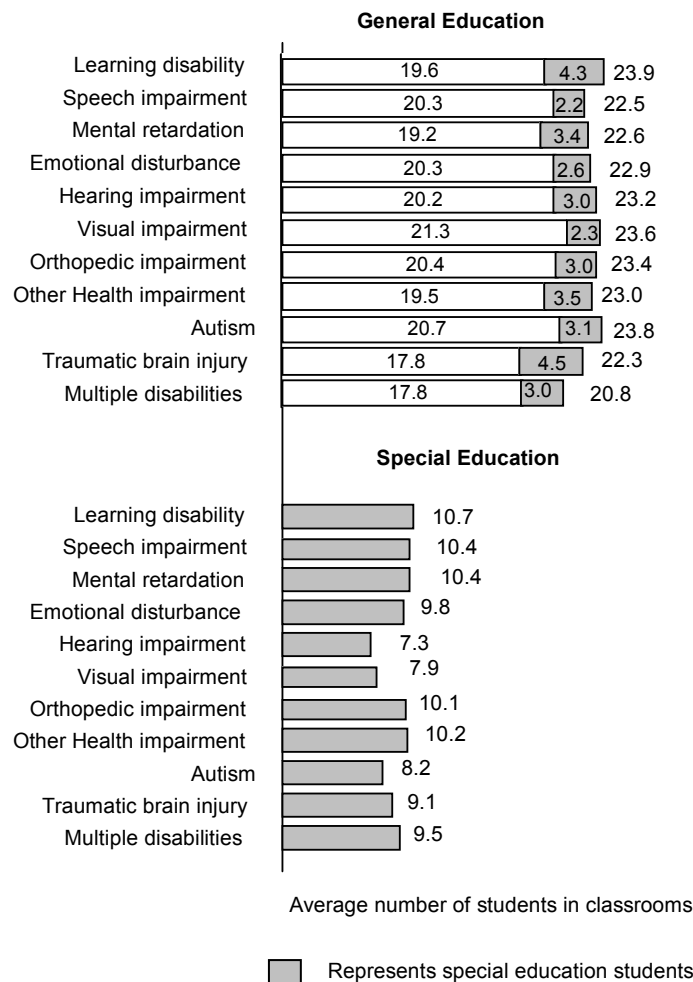 General Education
Learning disability 19.6 4.3 23.9
Speech impairment 20.3 2.2 22.5
Mental retardation 19.2 3.4 22.6
Emotional disturbance 20.3 2.6 22.9
Hearing impairment 20.2 3.0 23.2
Visual impairment 21.3 2.3 23.6
Orthopedic impairment 20.4 3.0 23.4
Other Health impairment 19.5 3.5 23.0
Autism 20.7 3.1 23.8
Traumatic brain injury 17.8 4.5 22.3
Multiple disabilities 17.8 3.0 20.8
Special Education
Learning disability 10.7
Speech impairment 10.4
Mental retardation 10.4
Emotional disturbance 9.8
Hearing impairment 7.3
Visual impairment 7.9
Orthopedic impairment 10.1
Other Health impairment 10.2
Autism 8.2
Traumatic brain injury 9.1
Multiple disabilities 9.5
Average number of students in classrooms
Represents special education students